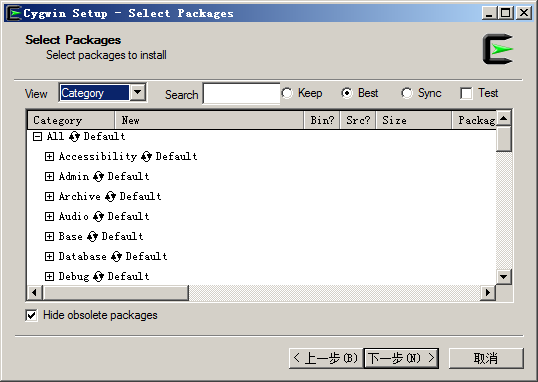 Cygwin Setup - Select Packages
Select Packages
Select packages to install
View Category Search Keep Best Sync Test
Category New Bin? Src? Size Packag
All Default
Accessibility Default
Admin Default
Archive Default
Audio Default
Base Default
Database Default
Debug Default
Hide obsolete packages
< 上一步(B) 下一步(N) > 取消